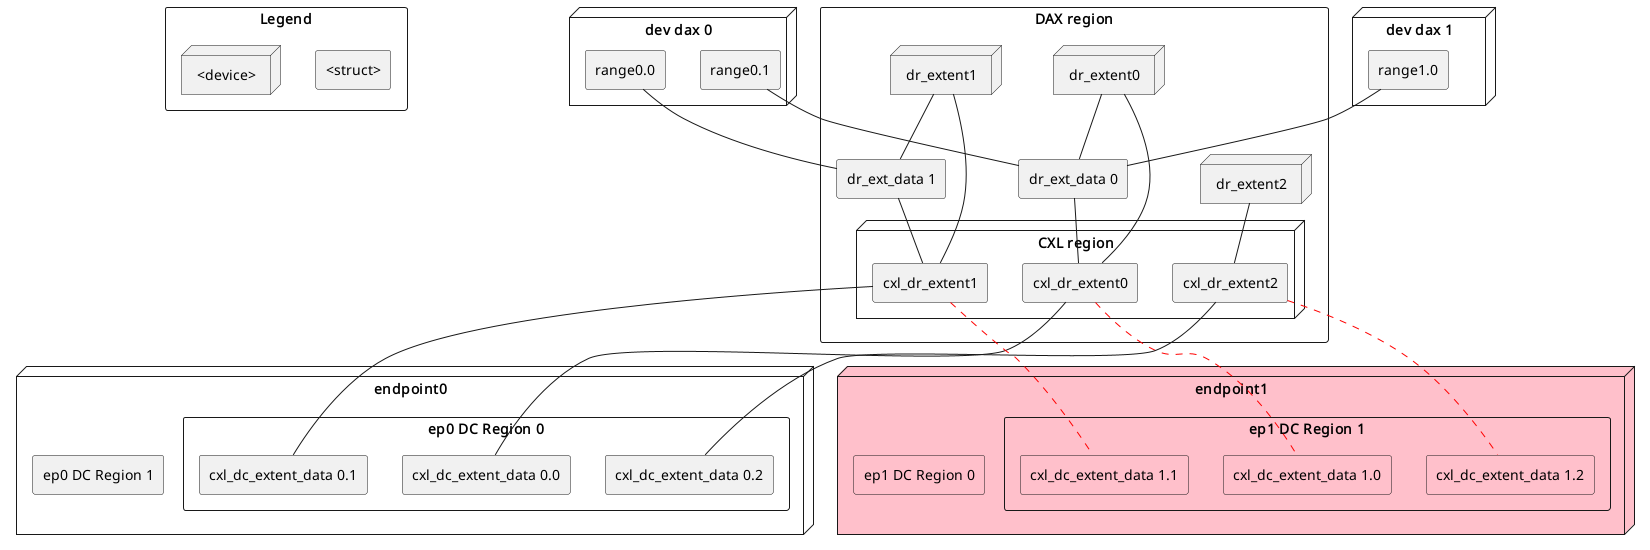 Legend
<device>
<struct>
dev dax 0
range0.0
range0.1
DAX region
dr_extent1
dr_extent0
dev dax 1
range1.0
dr_ext_data 1
dr_ext_data 0
dr_extent2
CXL region
cxl_dr_extent1
cxl_dr_extent0
cxl_dr_extent2
endpoint0
ep0 DC Region 0
ep0 DC Region 1
cxl_dc_extent_data 0.1
cxl_dc_extent_data 0.0
cxl_dc_extent_data 0.2
endpoint1
ep1 DC Region 1
ep1 DC Region 0
cxl_dc_extent_data 1.1
cxl_dc_extent_data 1.0
cxl_dc_extent_data 1.2